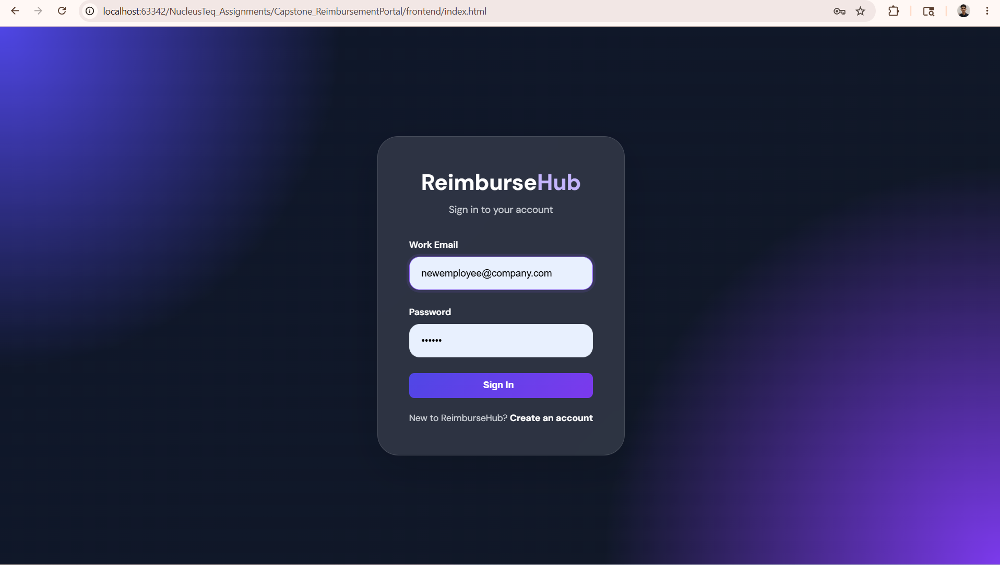 localhost:63342/NucleusTeq_Assignments/Capstone_ReimbursementPortal/frontend/index.html
ReimburseHub
Sign in to your account
Work Email
newemployee@company.com
Password
••••••
Sign In
New to ReimburseHub? Create an account